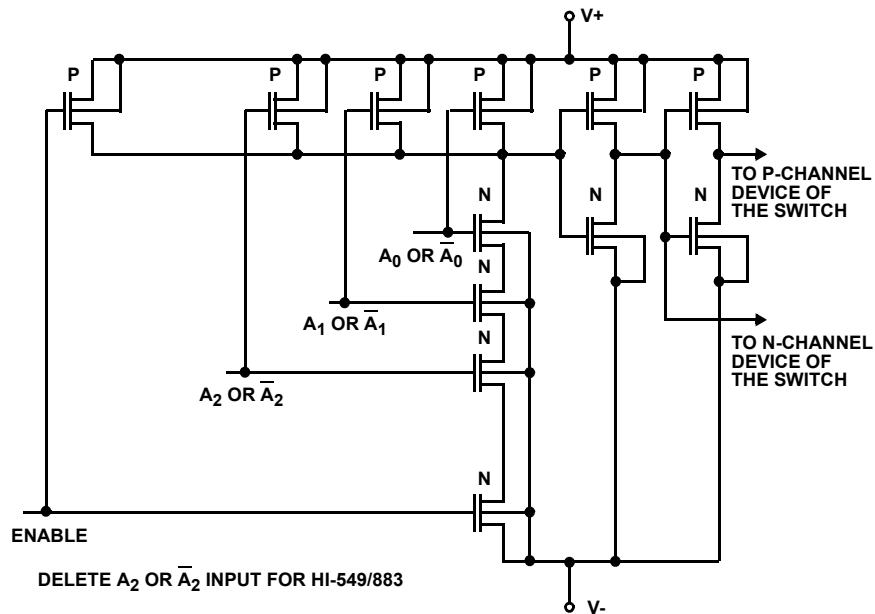 V+
P
P
P
P
P
P
TO P-CHANNEL
DEVICE OF
THE SWITCH
N
N
N
A0 OR A̅0
N
A1 OR A̅1
N
TO N-CHANNEL
DEVICE OF
THE SWITCH
A2 OR A̅2
N
ENABLE
DELETE A2 OR A̅2 INPUT FOR HI-549/883
V-